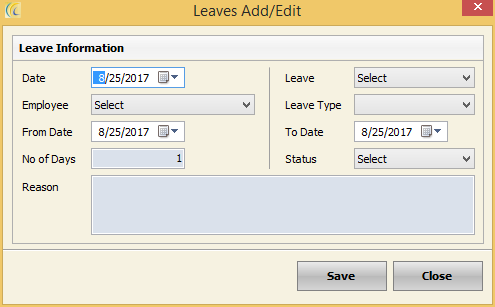 Leaves Add/Edit
Leave Information
Date 8/25/2017 Leave Select
Employee Select Leave Type
From Date 8/25/2017 To Date 8/25/2017
No of Days 1 Status Select
Reason
Save Close